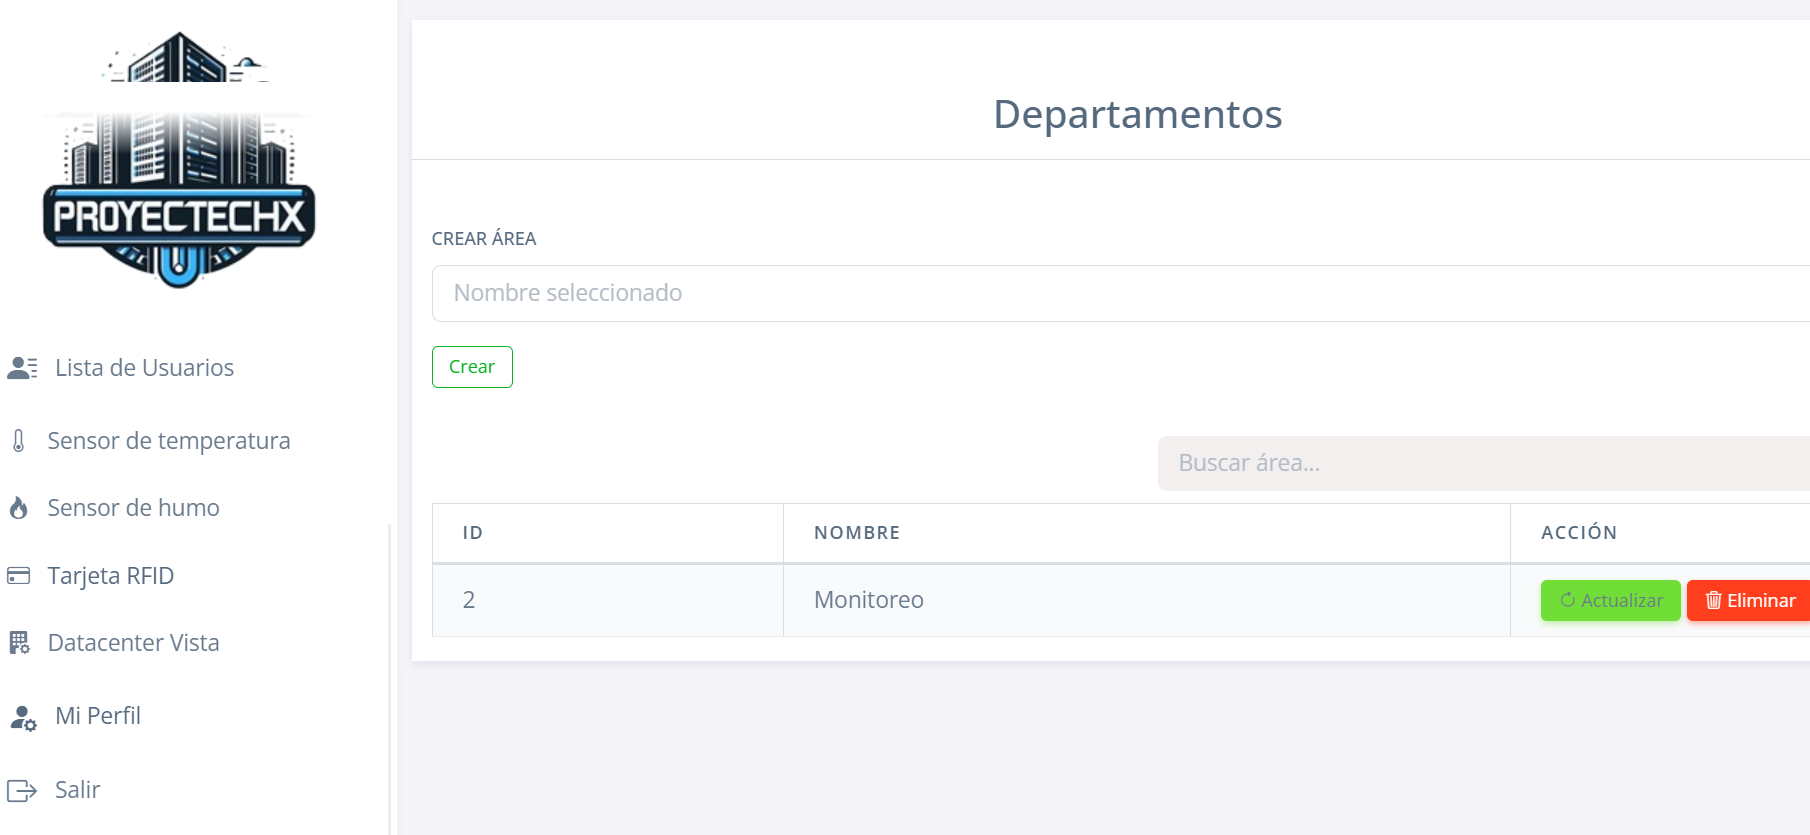 PROYECTECHX
Lista de Usuarios
Sensor de temperatura
Sensor de humo
Tarjeta RFID
Datacenter Vista
Mi Perfil
Salir
Departamentos
CREAR ÁREA
Nombre seleccionado
Crear
Buscar área...
ID NOMBRE ACCIÓN
2 Monitoreo Actualizar Eliminar